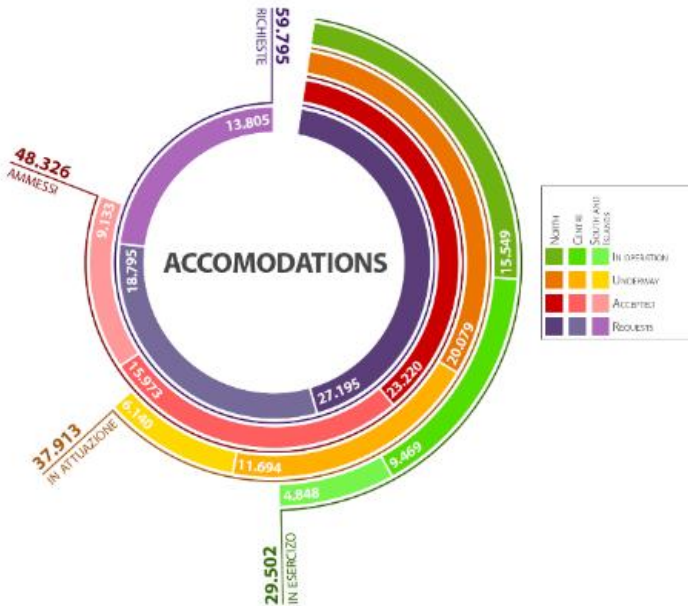 59.795
RICHIESTE
13.805
48.326
AMMESSI
9.133
18.795
ACCOMODATIONS
15.549
20.079
23.220
27.195
15.973
6.140
37.913
IN ATTUAZIONE
11.694
9.469
4.848
29.502
IN ESERCIZO
NORTH
CENTRE
SOUTH AND
ISLANDS
IN OPERATION
UNDERWAY
ACCEPTED
REQUESTS